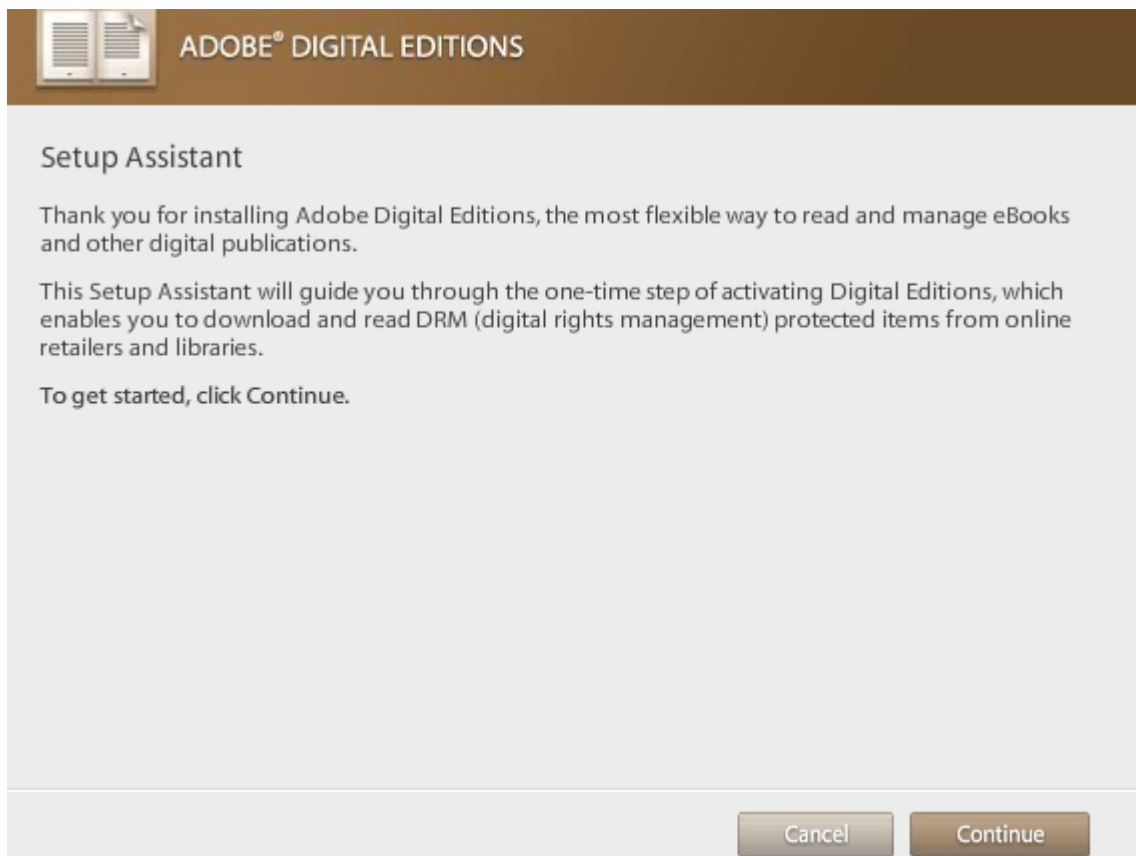 ADOBE® DIGITAL EDITIONS
Setup Assistant
Thank you for installing Adobe Digital Editions, the most flexible way to read and manage eBooks
and other digital publications.
This Setup Assistant will guide you through the one-time step of activating Digital Editions, which
enables you to download and read DRM (digital rights management) protected items from online
retailers and libraries.
To get started, click Continue.
Cancel Continue